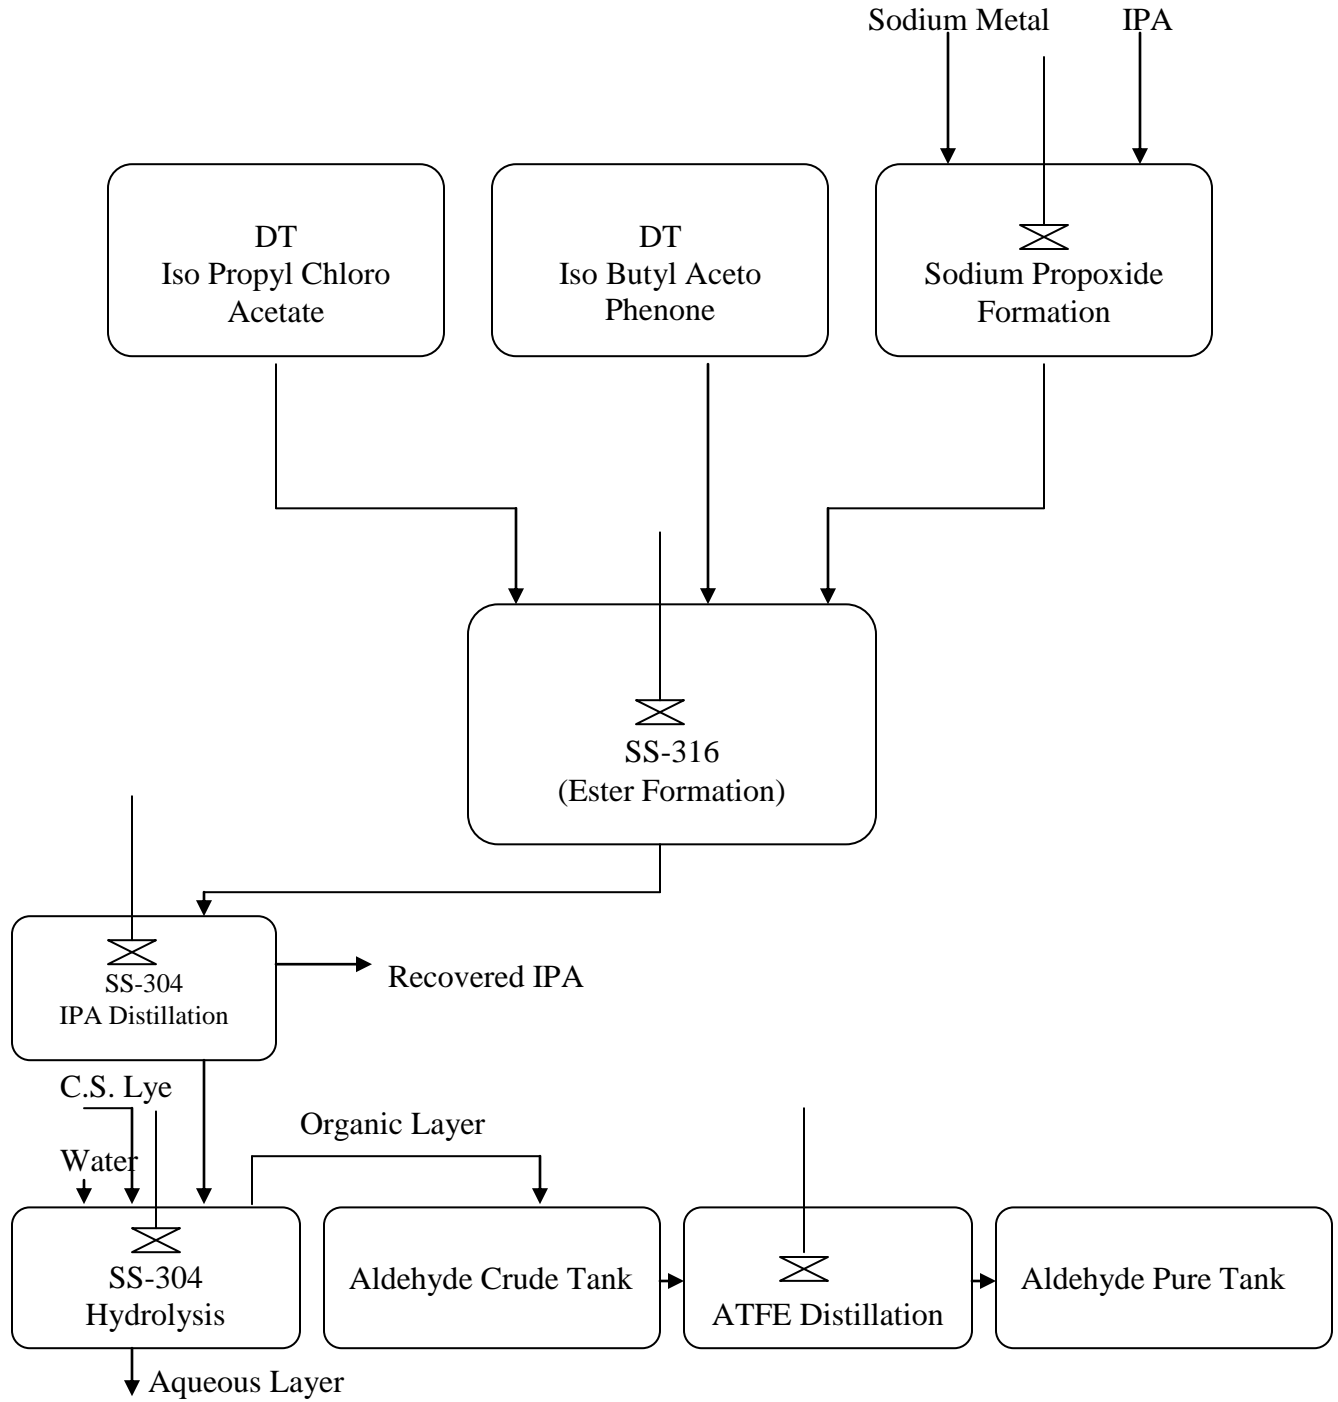 Sodium Metal
IPA
DT
Iso Propyl Chloro
Acetate
DT
Iso Butyl Aceto
Phenone
Sodium Propoxide
Formation
SS-316
(Ester Formation)
SS-304
IPA Distillation
Recovered IPA
C.S. Lye
Organic Layer
Water
SS-304
Hydrolysis
Aldehyde Crude Tank
ATFE Distillation
Aldehyde Pure Tank
Aqueous Layer